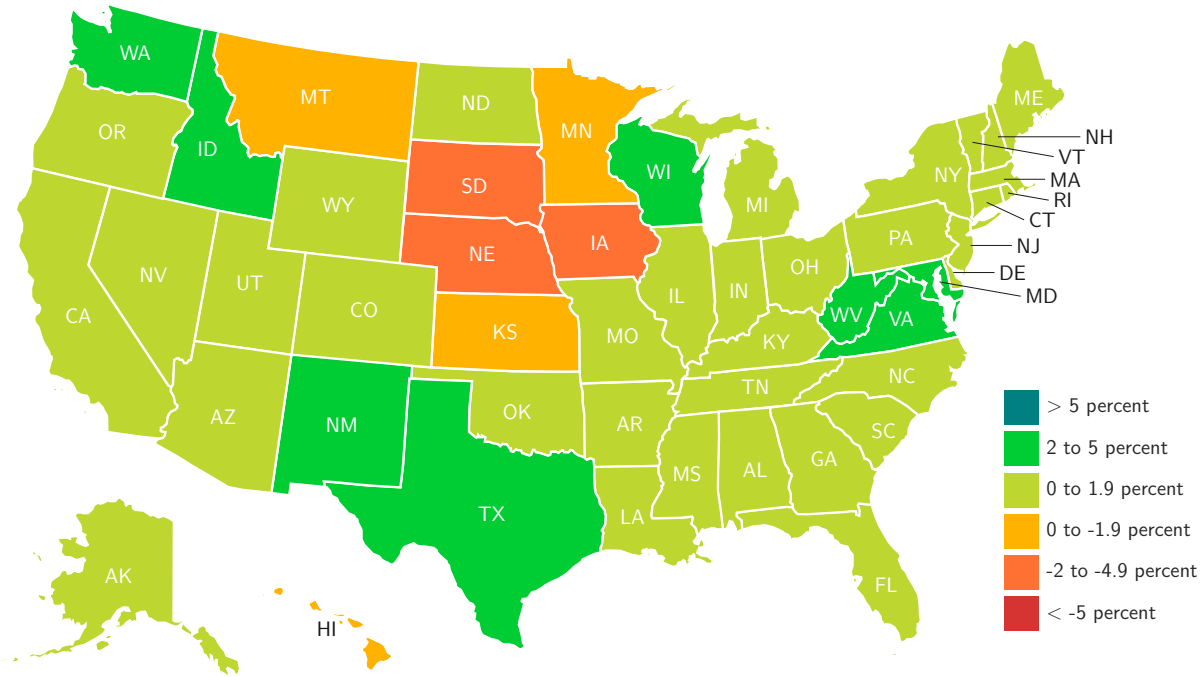 WA
MT
ND
MN
ME
OR
ID
SD
WI
NH
VT
NY
MA
RI
WY
MI
CT
NE
IA
PA
NJ
NV
UT
OH
DE
CA
CO
IL
IN
MD
WV
VA
KS
MO
KY
AZ
NM
OK
TN
NC
AR
SC
> 5 percent
MS
AL
GA
2 to 5 percent
TX
LA
0 to 1.9 percent
0 to -1.9 percent
AK
FL
-2 to -4.9 percent
HI
< -5 percent